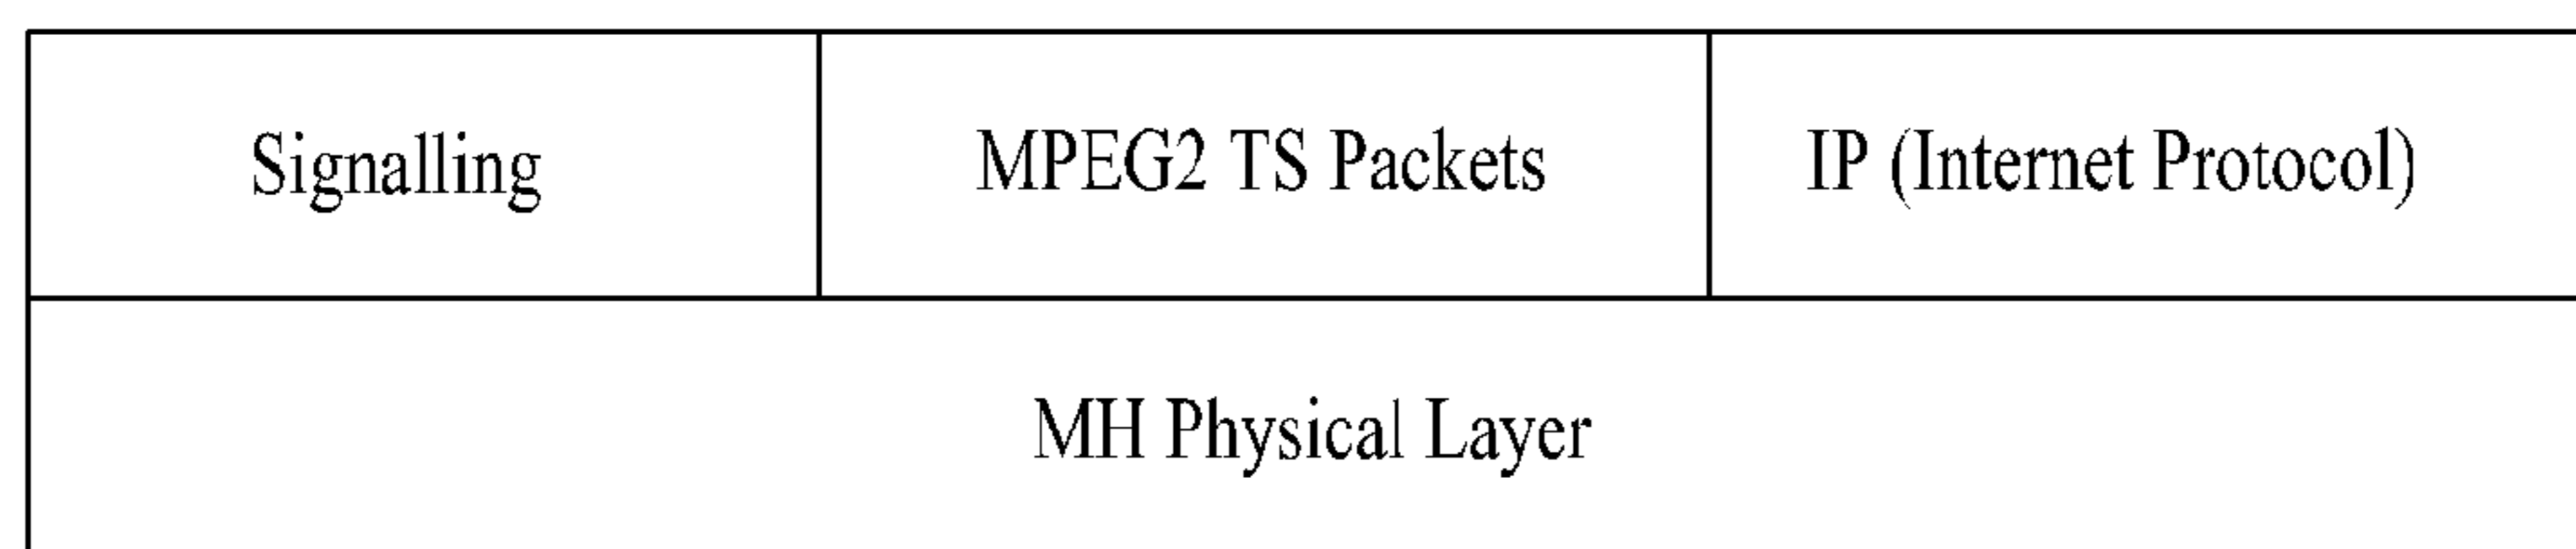 Signalling
MPEG2 TS Packets
IP (Internet Protocol)
MH Physical Layer